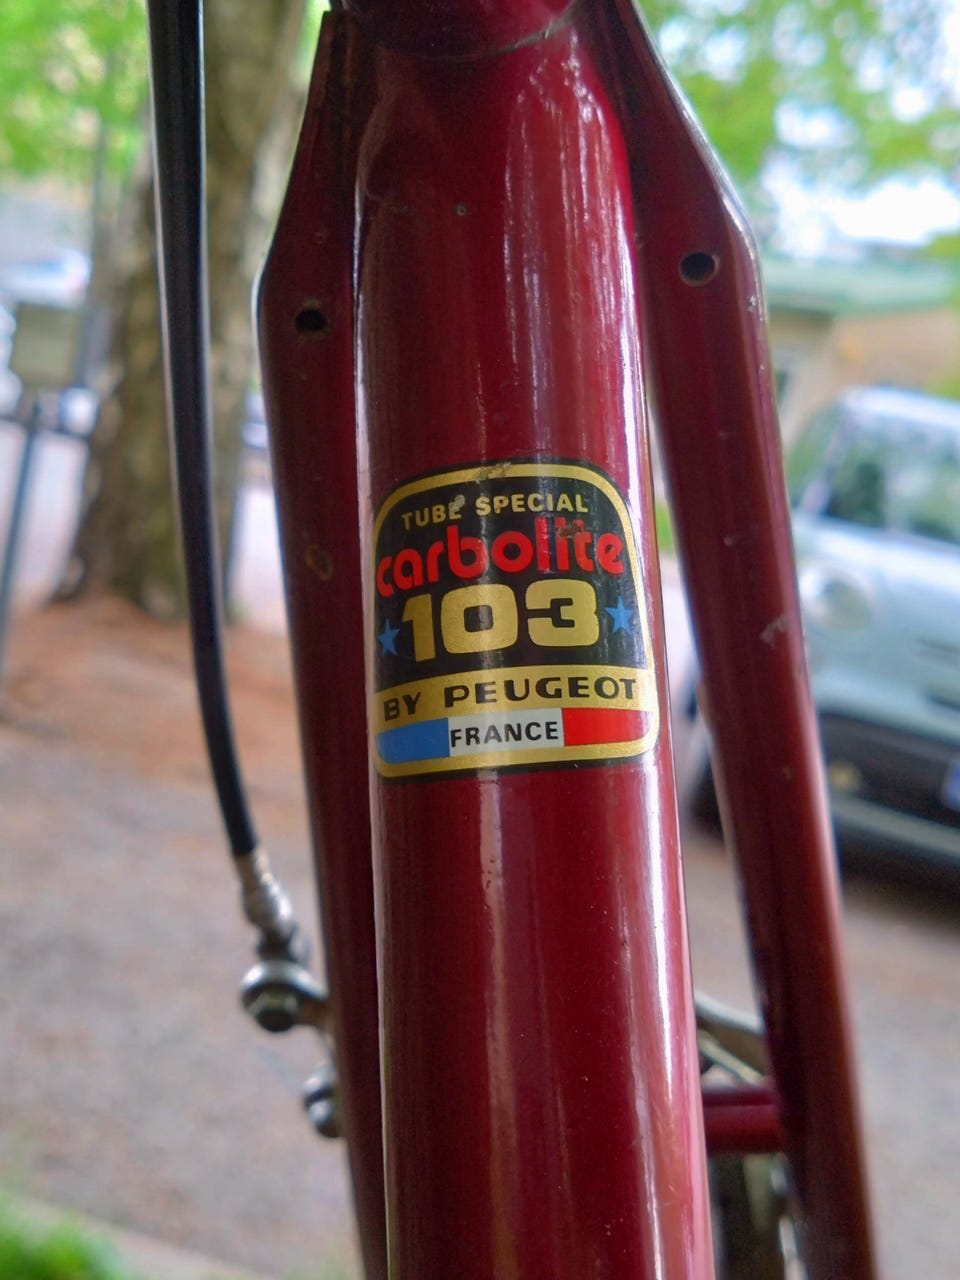 TUBE SPECIAL
carbolite
103
BY PEUGEOT
FRANCE